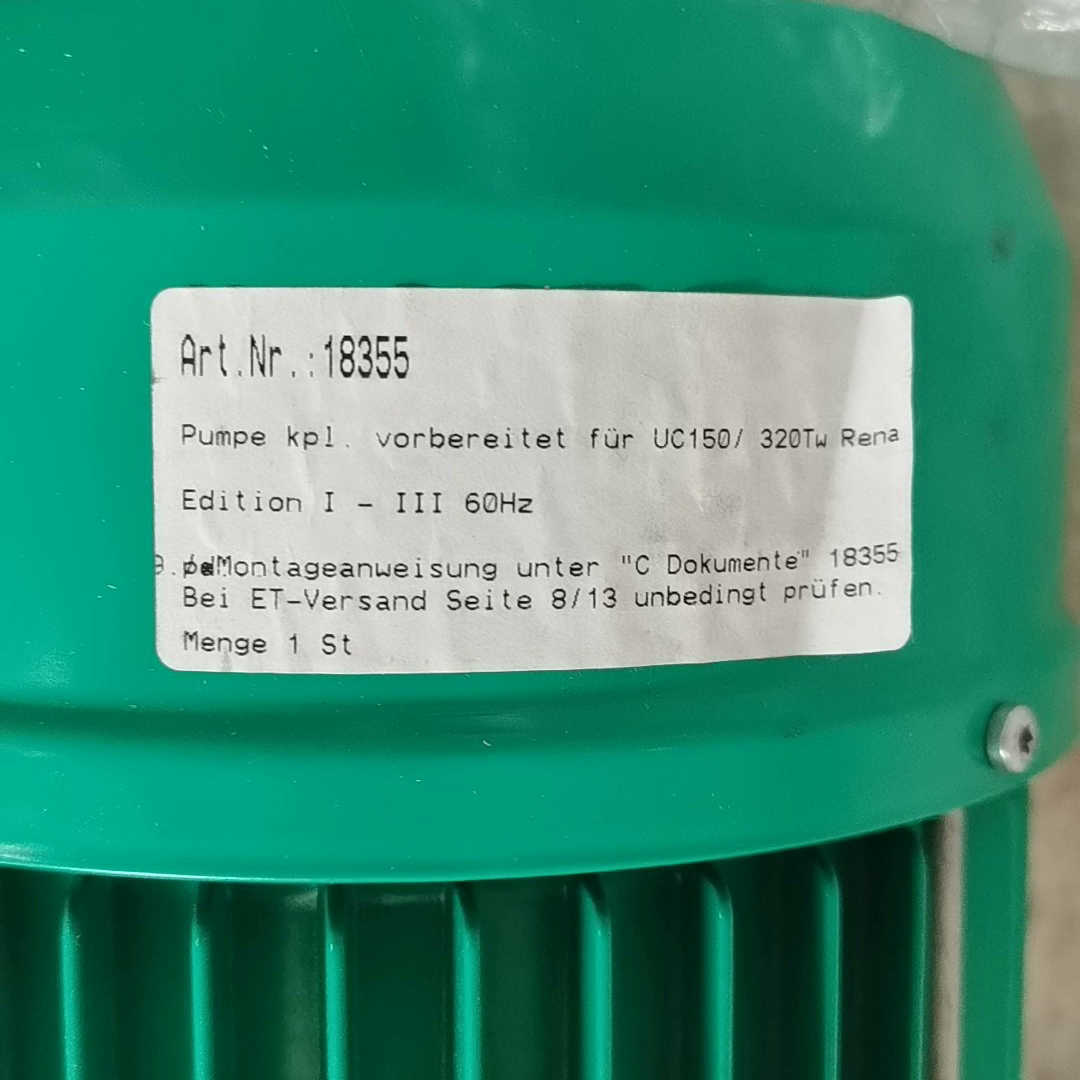 Art.Nr.:18355
Pumpe kpl. vorbereitet für UC150/ 320Tw Rena
Edition I - III 60Hz
Montageanweisung unter "C Dokumente" 18355
Bei ET-Versand Seite 8/13 unbedingt prüfen.
Menge 1 St